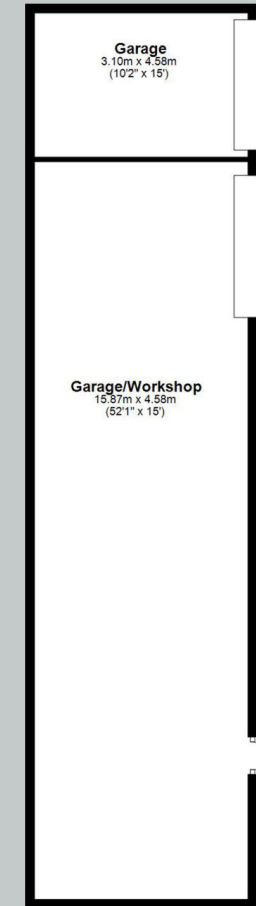 Garage
3.10m x 4.58m
(10'2" x 15')
Garage/Workshop
15.87m x 4.58m
(52'1" x 15')